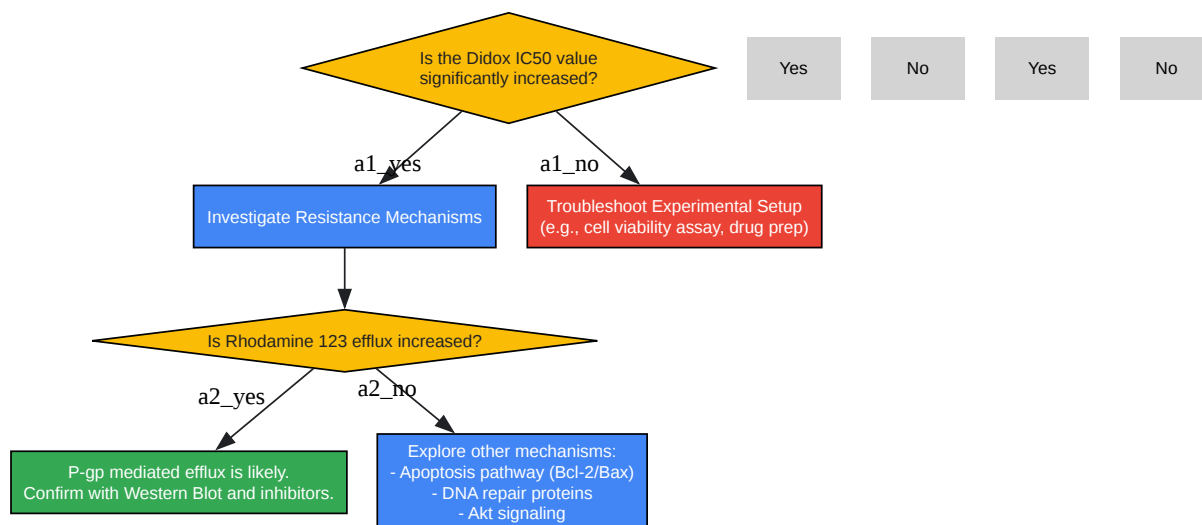 Is the Didox IC50 value
significantly increased?
Yes
No
Yes
No
a1_yes
a1_no
Investigate Resistance Mechanisms
Troubleshoot Experimental Setup
(e.g., cell viability assay, drug prep)
Is Rhodamine 123 efflux increased?
a2_yes
a2_no
P-gp mediated efflux is likely.
Confirm with Western Blot and inhibitors.
Explore other mechanisms:
- Apoptosis pathway (Bcl-2/Bax)
- DNA repair proteins
- Akt signaling